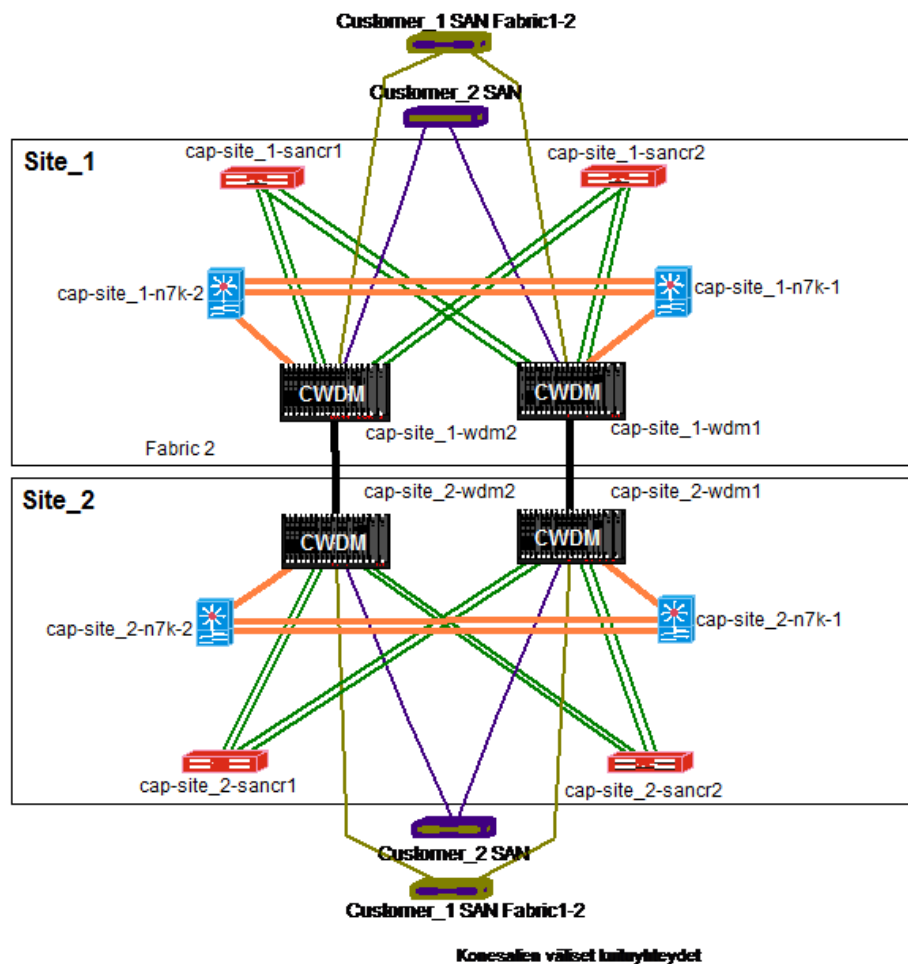 Customer_1 SAN Fabric1-2
Customer_2 SAN
Site_1
cap-site_1-sancr1
cap-site_1-sancr2
cap-site_1-n7k-2
cap-site_1-n7k-1
CWDM
CWDM
cap-site_1-wdm2
cap-site_1-wdm1
Fabric 2
Site_2
cap-site_2-wdm2
cap-site_2-wdm1
CWDM
CWDM
cap-site_2-n7k-2
cap-site_2-n7k-1
cap-site_2-sancr1
cap-site_2-sancr2
Customer_2 SAN
Customer_1 SAN Fabric1-2
Konesalien väliset kuituyhteydet